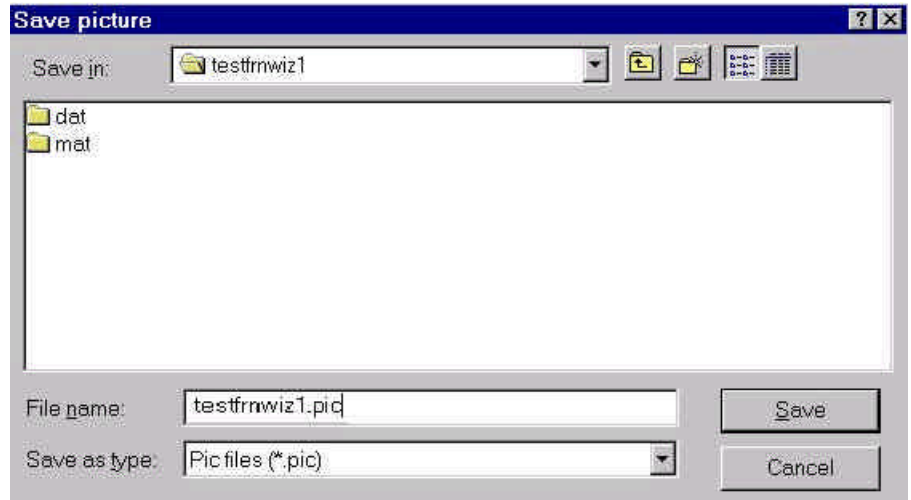 Save picture
Save in: testfrnwiz1
dat
mat
File name: testfrnwiz1.pic
Save
Save as type: Pic files (*.pic)
Cancel